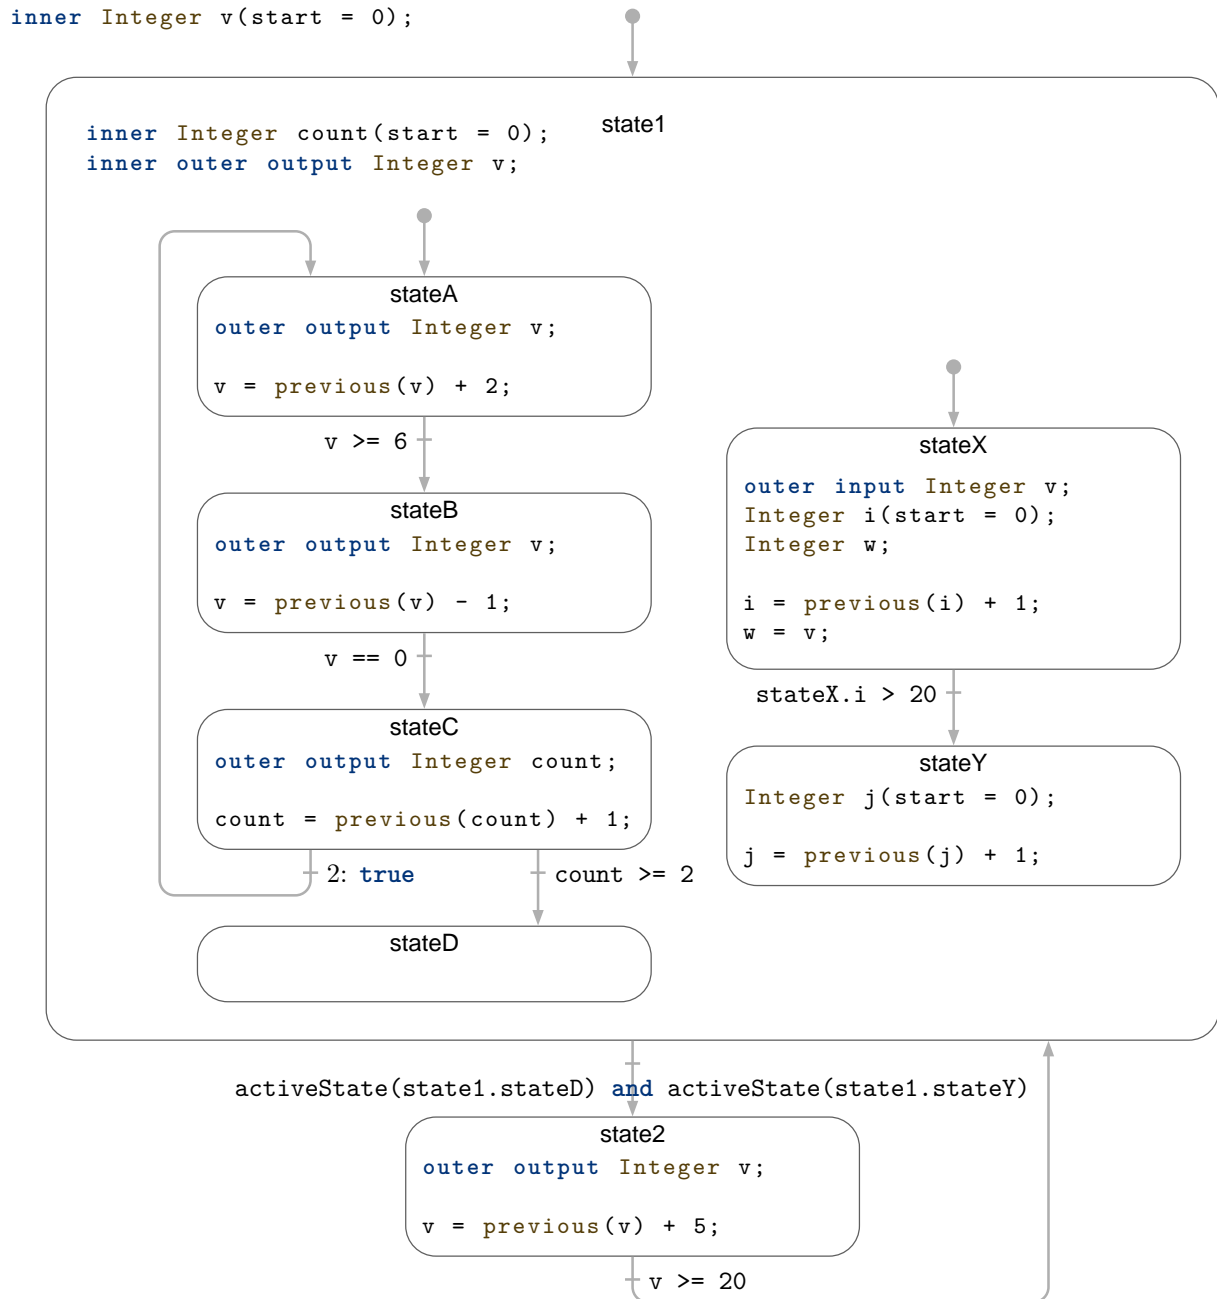 inner Integer v(start = 0);
state1
inner Integer count(start = 0);
inner outer output Integer v;
stateA
outer output Integer v;
v = previous(v) + 2;
v >= 6
stateB
outer output Integer v;
v = previous(v) - 1;
v == 0
stateC
outer output Integer count;
count = previous(count) + 1;
2: true
count >= 2
stateD
stateX
outer input Integer v;
Integer i(start = 0);
Integer w;
i = previous(i) + 1;
w = v;
stateX.i > 20
stateY
Integer j(start = 0);
j = previous(j) + 1;
activeState(state1.stateD) and activeState(state1.stateY)
state2
outer output Integer v;
v = previous(v) + 5;
v >= 20